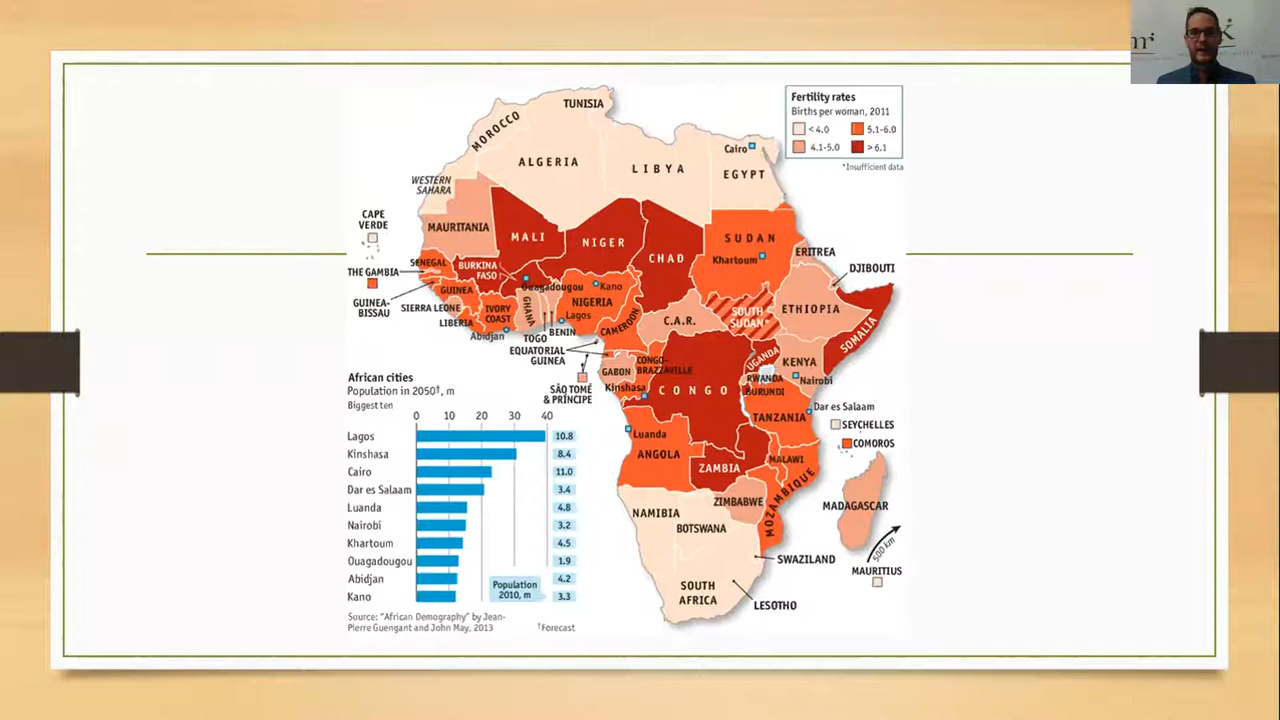 Fertility rates
Births per woman, 2011
< 4.0
5.1-6.0
4.1-5.0
> 6.1
*Insufficient data
TUNISIA
MOROCCO
ALGERIA
LIBYA
Cairo
EGYPT
WESTERN
SAHARA
CAPE
VERDE
MAURITANIA
MALI
NIGER
CHAD
SUDAN
Khartoum
ERITREA
DJIBOUTI
SENEGAL
THE GAMBIA
BURKINA
FASO
Ouagadougou
Kano
GUINEA-
BISSAU
GUINEA
SIERRA LEONE
LIBERIA
IVORY
COAST
Abidjan
GHANA
TOGO
BENIN
NIGERIA
Lagos
CAMEROON
C.A.R.
SOUTH
SUDAN*
ETHIOPIA
SOMALIA
EQUATORIAL
GUINEA
SÃO TOMÉ
& PRÍNCIPE
GABON
CONGO-
BRAZZAVILLE
Kinshasa
CONGO
UGANDA
KENYA
Nairobi
RWANDA
BURUNDI
TANZANIA
Dar es Salaam
SEYCHELLES
COMOROS
Luanda
ANGOLA
ZAMBIA
MALAWI
MOZAMBIQUE
ZIMBABWE
NAMIBIA
BOTSWANA
MADAGASCAR
500 km
MAURITIUS
SWAZILAND
SOUTH
AFRICA
LESOTHO
African cities
Population in 2050†, m
Biggest ten
0 10 20 30 40
Lagos 10.8
Kinshasa 8.4
Cairo 11.0
Dar es Salaam 3.4
Luanda 4.8
Nairobi 3.2
Khartoum 4.5
Ouagadougou 1.9
Abidjan 4.2
Kano 3.3
Population
2010, m
Source: "African Demography" by Jean-
Pierre Guengant and John May, 2013
†Forecast